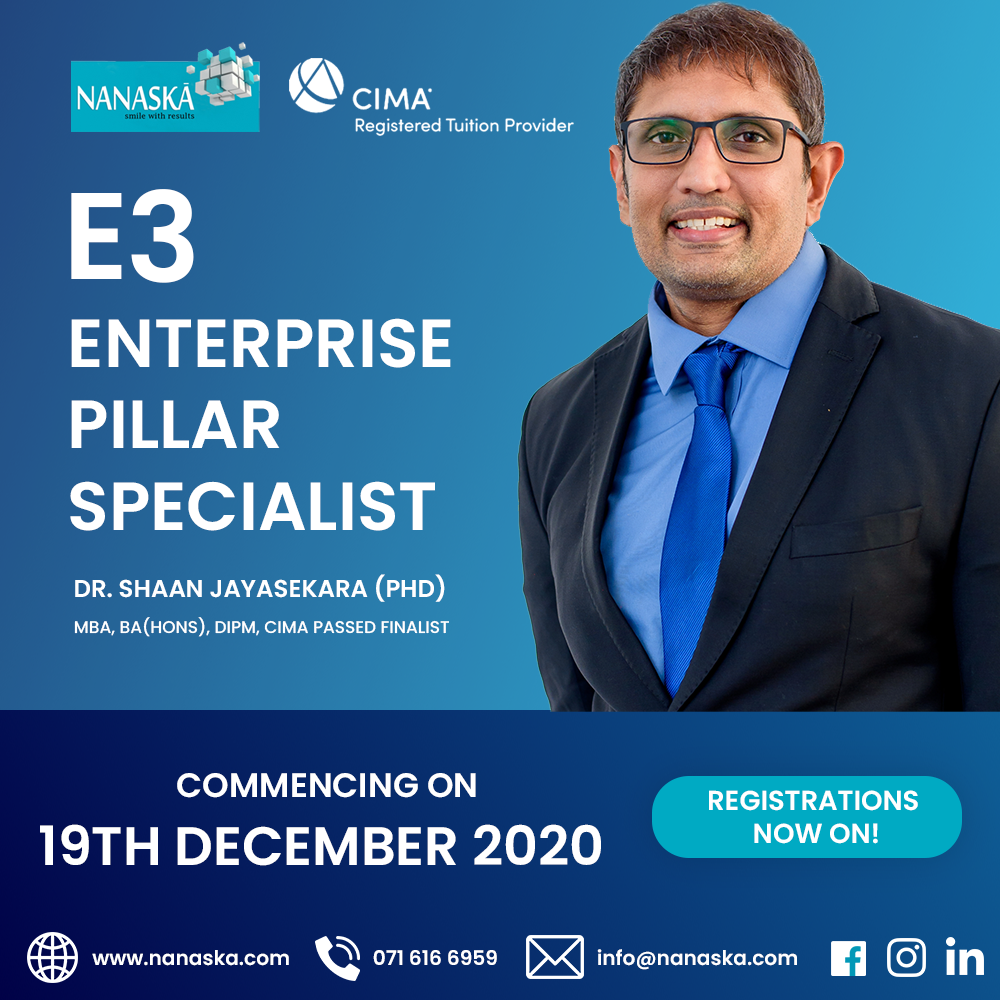 NANASKĀ
smile with results
CIMA®
Registered Tuition Provider
E3
ENTERPRISE
PILLAR
SPECIALIST
DR. SHAAN JAYASEKARA (PHD)
MBA, BA(HONS), DIPM, CIMA PASSED FINALIST
COMMENCING ON
19TH DECEMBER 2020
REGISTRATIONS
NOW ON!
www.nanaska.com
071 616 6959
info@nanaska.com